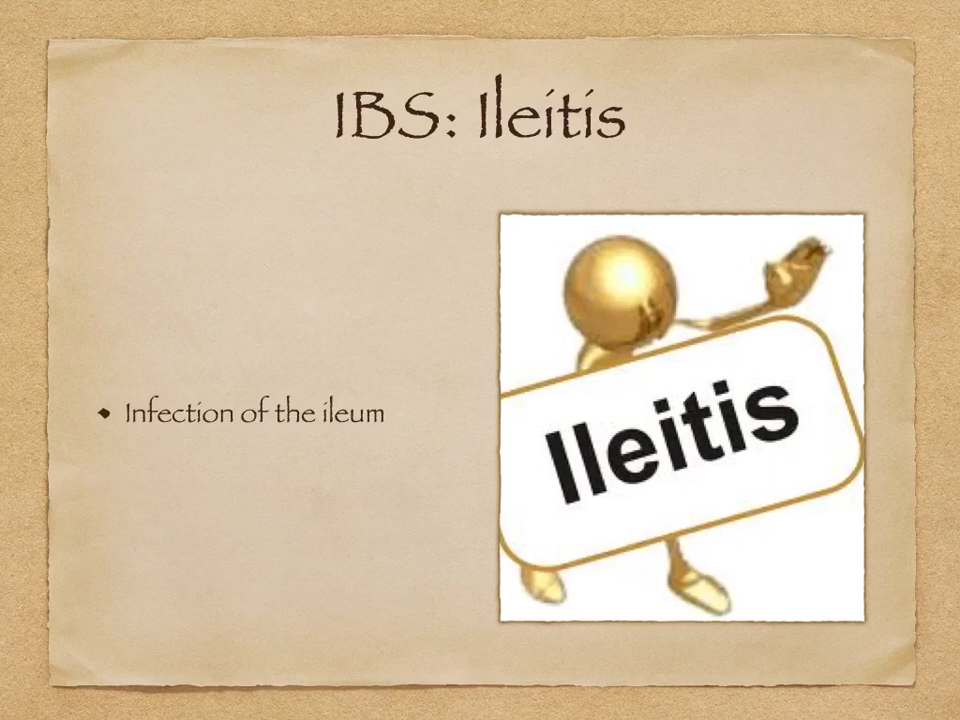 IBS: Ileitis
• Infection of the ileum
Ileitis